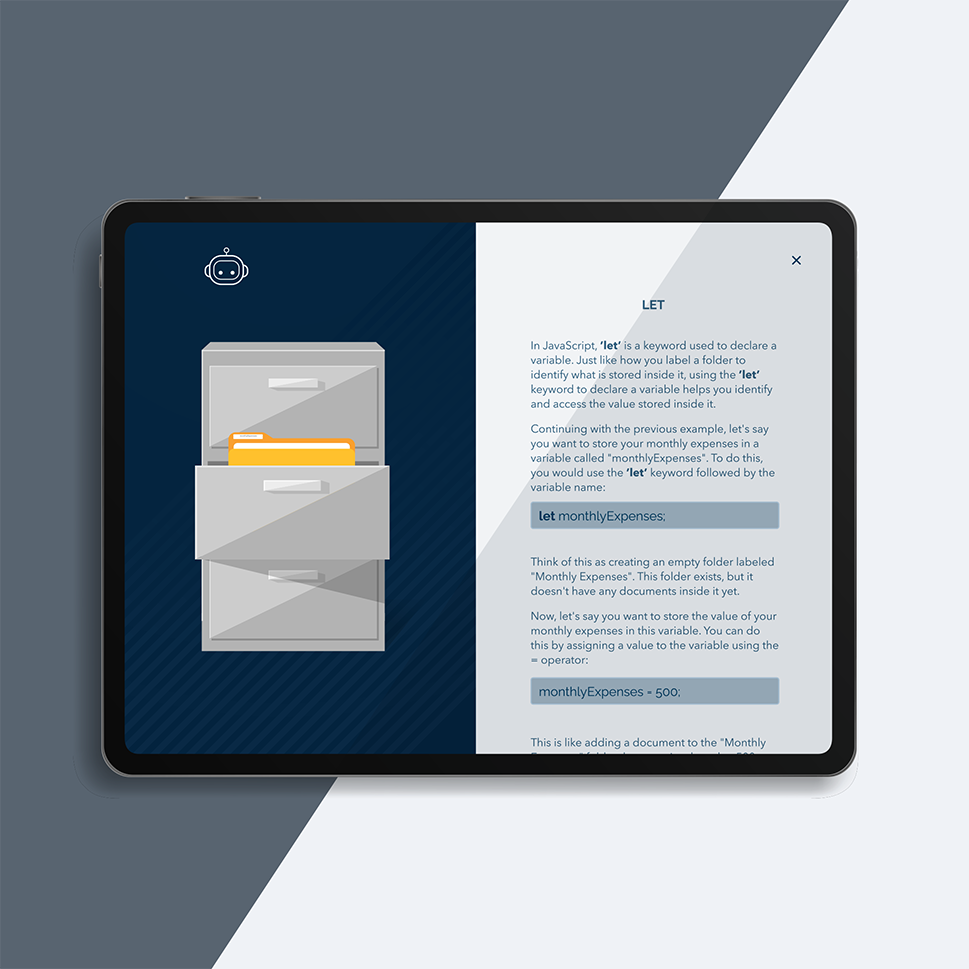 LET
In JavaScript, 'let' is a keyword used to declare a
variable. Just like how you label a folder to
identify what is stored inside it, using the 'let'
keyword to declare a variable helps you identify
and access the value stored inside it.
Continuing with the previous example, let's say
you want to store your monthly expenses in a
variable called "monthlyExpenses". To do this,
you would use the 'let' keyword followed by the
variable name:
let monthlyExpenses;
Think of this as creating an empty folder labeled
"Monthly Expenses". This folder exists, but it
doesn't have any documents inside it yet.
Now, let's say you want to store the value of your
monthly expenses in this variable. You can do
this by assigning a value to the variable using the
= operator:
monthlyExpenses = 500;
This is like adding a document to the "Monthly